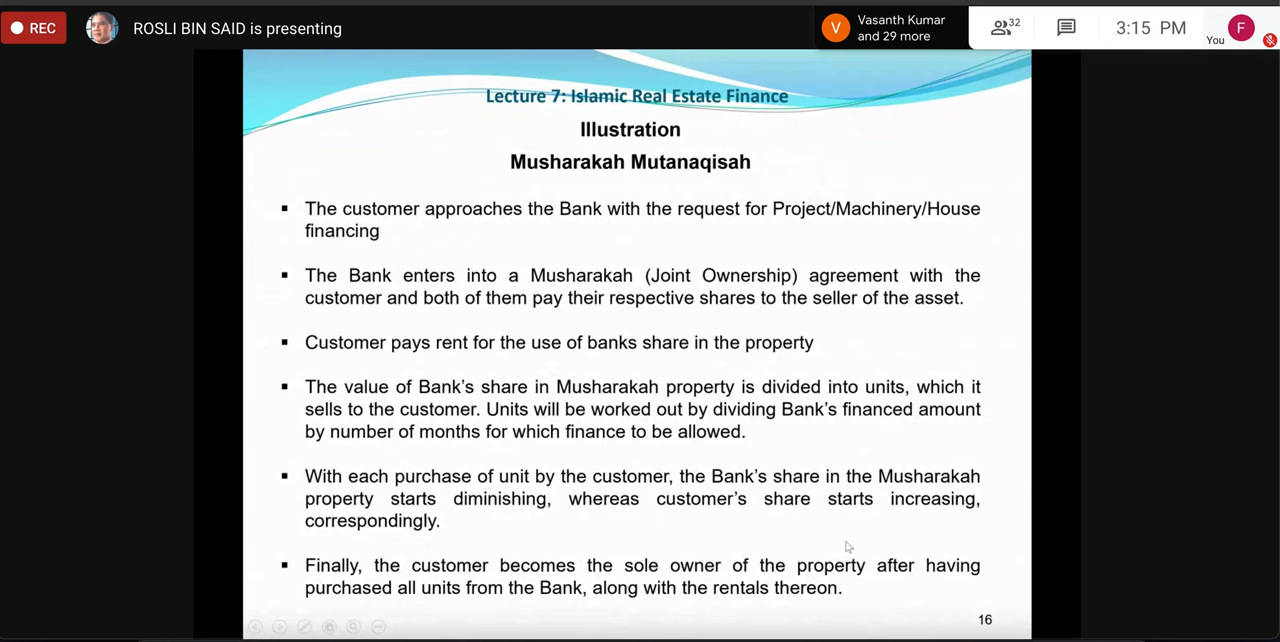 REC
ROSLI BIN SAID is presenting
V
Vasanth Kumar
and 29 more
32
3:15 PM
You
F
Lecture 7: Islamic Real Estate Finance
Illustration
Musharakah Mutanaqisah
▪ The customer approaches the Bank with the request for Project/Machinery/House
financing
▪ The Bank enters into a Musharakah (Joint Ownership) agreement with the
customer and both of them pay their respective shares to the seller of the asset.
▪ Customer pays rent for the use of banks share in the property
▪ The value of Bank's share in Musharakah property is divided into units, which it
sells to the customer. Units will be worked out by dividing Bank's financed amount
by number of months for which finance to be allowed.
▪ With each purchase of unit by the customer, the Bank's share in the Musharakah
property starts diminishing, whereas customer's share starts increasing,
correspondingly.
▪ Finally, the customer becomes the sole owner of the property after having
purchased all units from the Bank, along with the rentals thereon.
16